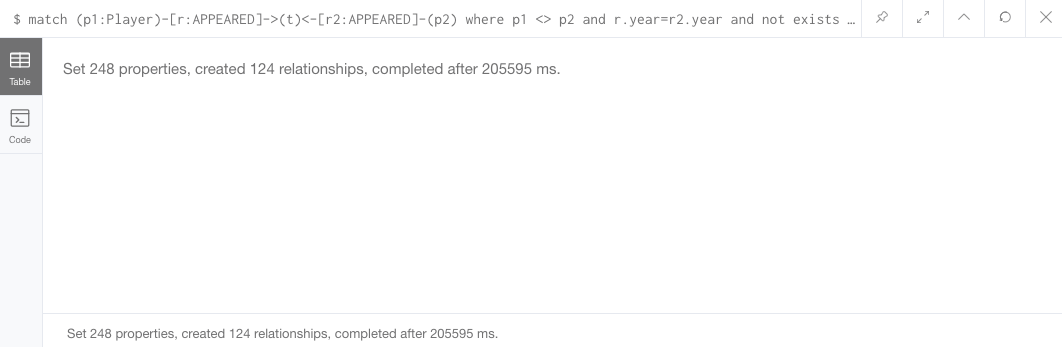 $ match (p1:Player)-[r:APPEARED]->(t)<-[r2:APPEARED]-(p2) where p1 <> p2 and r.year=r2.year and not exists …
Table
Set 248 properties, created 124 relationships, completed after 205595 ms.
Code
Set 248 properties, created 124 relationships, completed after 205595 ms.